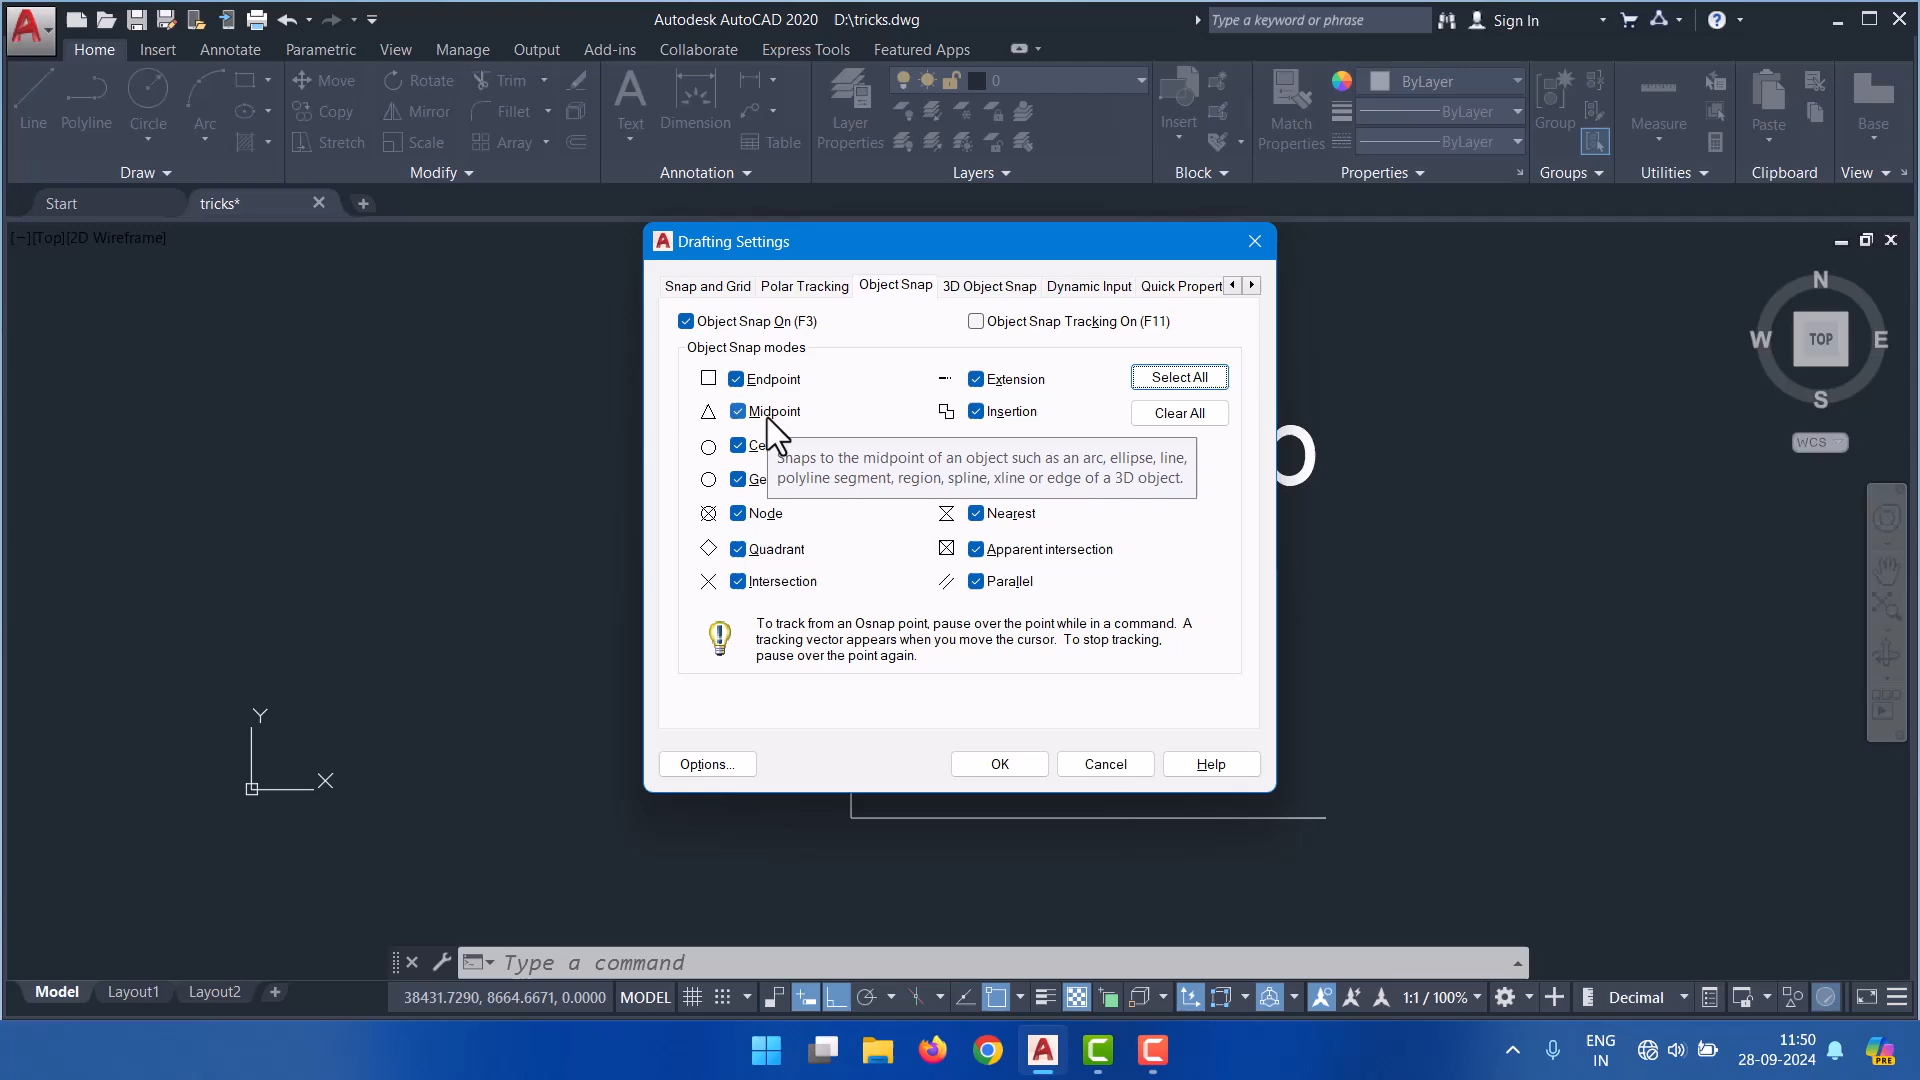 Autodesk AutoCAD 2020 D:\tricks.dwg
Type a keyword or phrase
Sign In
Home Insert Annotate Parametric View Manage Output Add-ins Collaborate Express Tools Featured Apps
Line
Polyline
Circle
Arc
Move
Rotate
Trim
Copy
Mirror
Fillet
Stretch
Scale
Array
Text
Dimension
Table
Layer
Properties
0
Insert
Match
Properties
ByLayer
ByLayer
ByLayer
Group
Measure
Paste
Base
Draw Modify Annotation Layers Block Properties Groups Utilities Clipboard View
Start
tricks*
[−][Top][2D Wireframe]
Drafting Settings
Snap and Grid Polar Tracking Object Snap 3D Object Snap Dynamic Input Quick Propert
Object Snap On (F3)
Object Snap Tracking On (F11)
Object Snap modes
Endpoint
Extension
Select All
Midpoint
Insertion
Clear All
Ce
Snaps to the midpoint of an object such as an arc, ellipse, line,
polyline segment, region, spline, xline or edge of a 3D object.
Ge
Node
Nearest
Quadrant
Apparent intersection
Intersection
Parallel
To track from an Osnap point, pause over the point while in a command. A
tracking vector appears when you move the cursor. To stop tracking,
pause over the point again.
Options...
OK
Cancel
Help
N
W
TOP
E
S
WCS
O
Y
X
Type a command
Model Layout1 Layout2
38431.7290, 8664.6671, 0.0000
MODEL
1:1 / 100%
Decimal
ENG
IN
11:50
28-09-2024
PRE